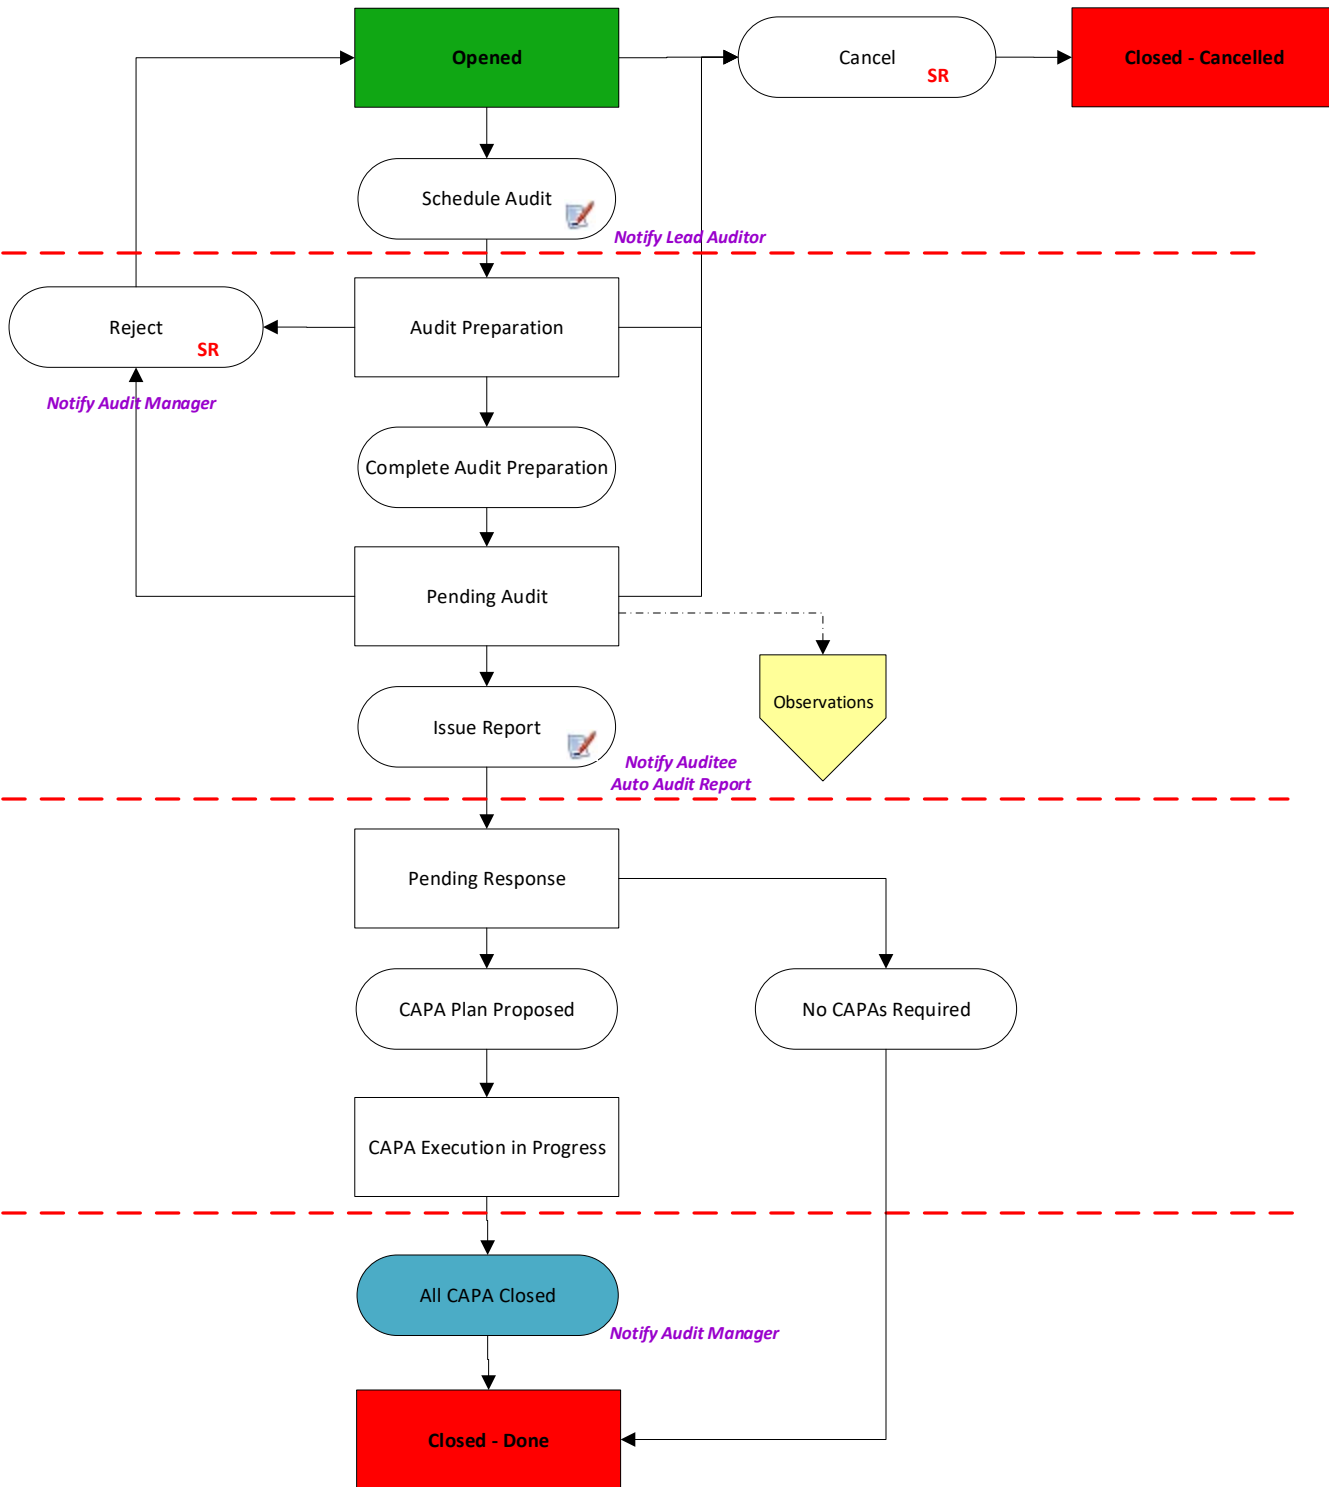 Opened
Cancel
SR
Closed - Cancelled
Schedule Audit
Notify Lead Auditor
Reject
SR
Audit Preparation
Notify Audit Manager
Complete Audit Preparation
Pending Audit
Observations
Issue Report
Notify Auditee
Auto Audit Report
Pending Response
CAPA Plan Proposed
No CAPAs Required
CAPA Execution in Progress
All CAPA Closed
Notify Audit Manager
Closed - Done